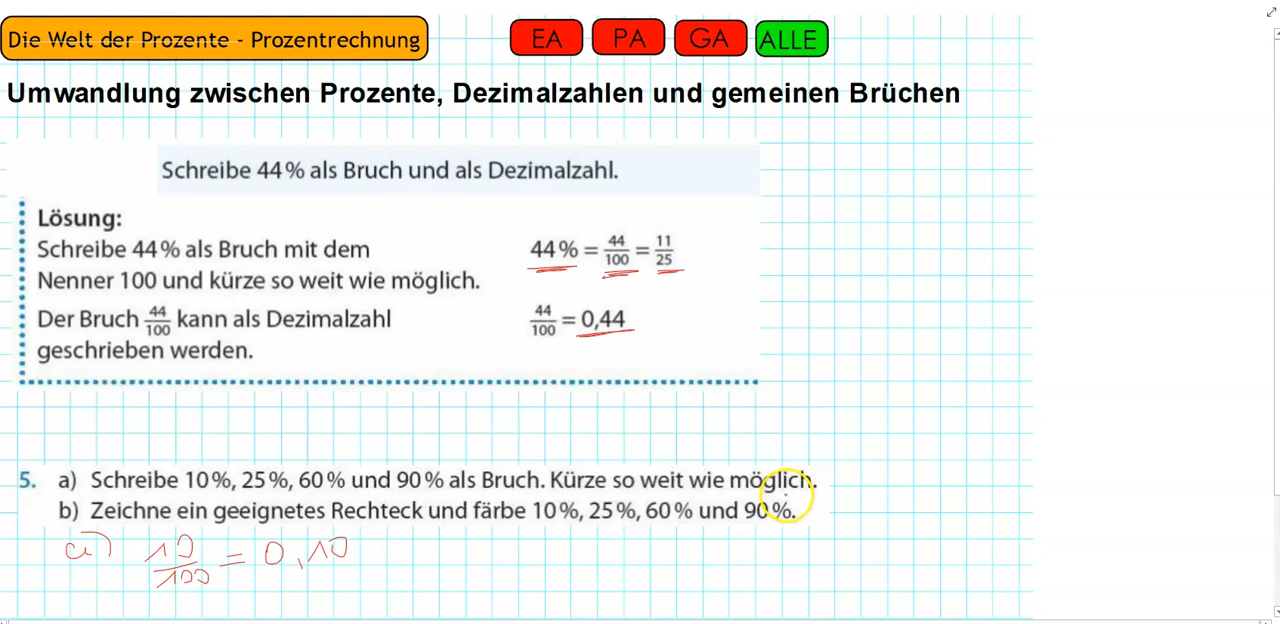 Die Welt der Prozente - Prozentrechnung
EA PA GA ALLE
Umwandlung zwischen Prozente, Dezimalzahlen und gemeinen Brüchen
Schreibe 44 % als Bruch und als Dezimalzahl.
Lösung:
Schreibe 44 % als Bruch mit dem 44 % = 44/100 = 11/25
Nenner 100 und kürze so weit wie möglich.
Der Bruch 44/100 kann als Dezimalzahl 44/100 = 0,44
geschrieben werden.
5. a) Schreibe 10 %, 25 %, 60 % und 90 % als Bruch. Kürze so weit wie möglich.
b) Zeichne ein geeignetes Rechteck und färbe 10 %, 25 %, 60 % und 90 %.
a) 10/100 = 0,10